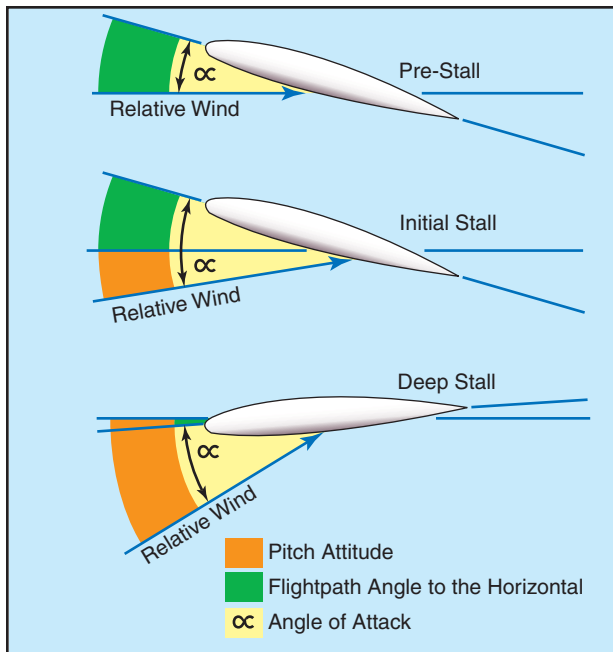 Pre-Stall
∝
Relative Wind
Initial Stall
∝
Relative Wind
Deep Stall
∝
Relative Wind
Pitch Attitude
Flightpath Angle to the Horizontal
∝ Angle of Attack